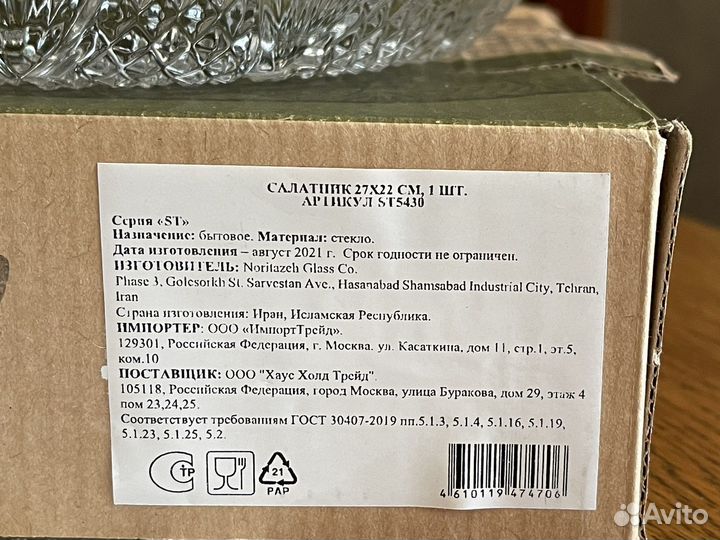 САЛАТНИК 27X22 СМ, 1 ШТ.
АРТИКУЛ ST5430
Серия «ST»
Назначение: бытовое. Материал: стекло.
Дата изготовления – август 2021 г. Срок годности не ограничен.
ИЗГОТОВИТЕЛЬ: Noritazeh Glass Co.
Phase 3, Golesorkh St. Sarvestan Ave., Hasanabad Shamsabad Industrial City, Tehran,
Iran
Страна изготовления: Иран, Исламская Республика.
ИМПОРТЕР: ООО «ИмпортТрейд».
129301, Российская Федерация, г. Москва. ул. Касаткина, дом 11, стр.1, эт.5,
ком.10
ПОСТАВЩИК: ООО "Хаус Холд Трейд".
105118, Российская Федерация, город Москва, улица Буракова, дом 29, этаж 4
пом 23,24,25.
Соответствует требованиям ГОСТ 30407-2019 пп.5.1.3, 5.1.4, 5.1.16, 5.1.19,
5.1.23, 5.1.25, 5.2.
СТР
21
PAP
4 610119 474706
Avito